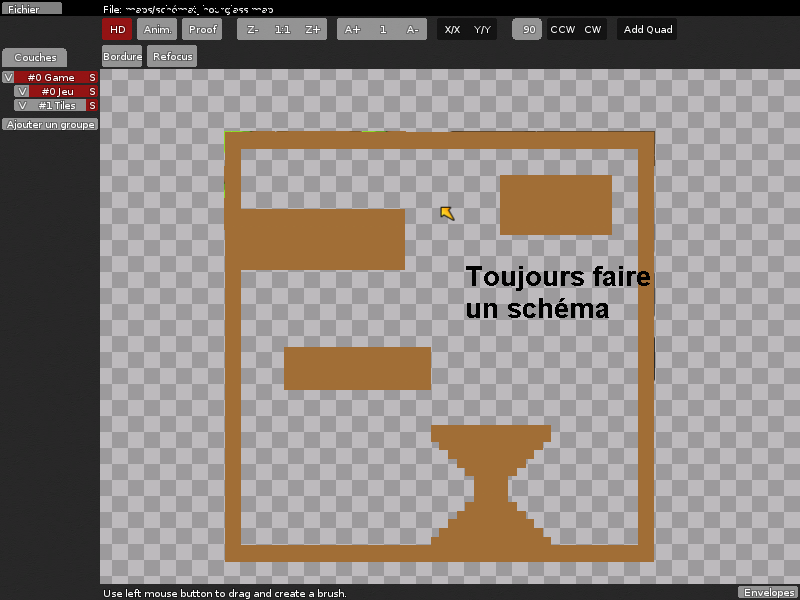 Fichier
File: maps/schéma_hourglass.map
HD Anim. Proof Z- 1:1 Z+ A+ 1 A- X/X Y/Y 90 CCW CW Add Quad
Couches
Bordure Refocus
V #0 Game S
V #0 Jeu S
V #1 Tiles S
Ajouter un groupe
Toujours faire
un schéma
Use left mouse button to drag and create a brush.
Envelopes